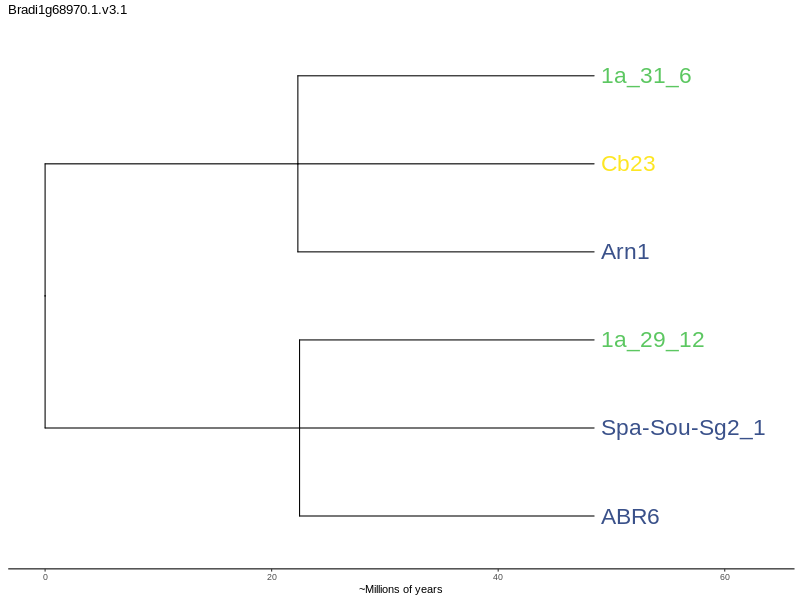 Bradi1g68970.1.v3.1
1a_31_6
Cb23
Arn1
1a_29_12
Spa-Sou-Sg2_1
ABR6
0 20 40 60
~Millions of years